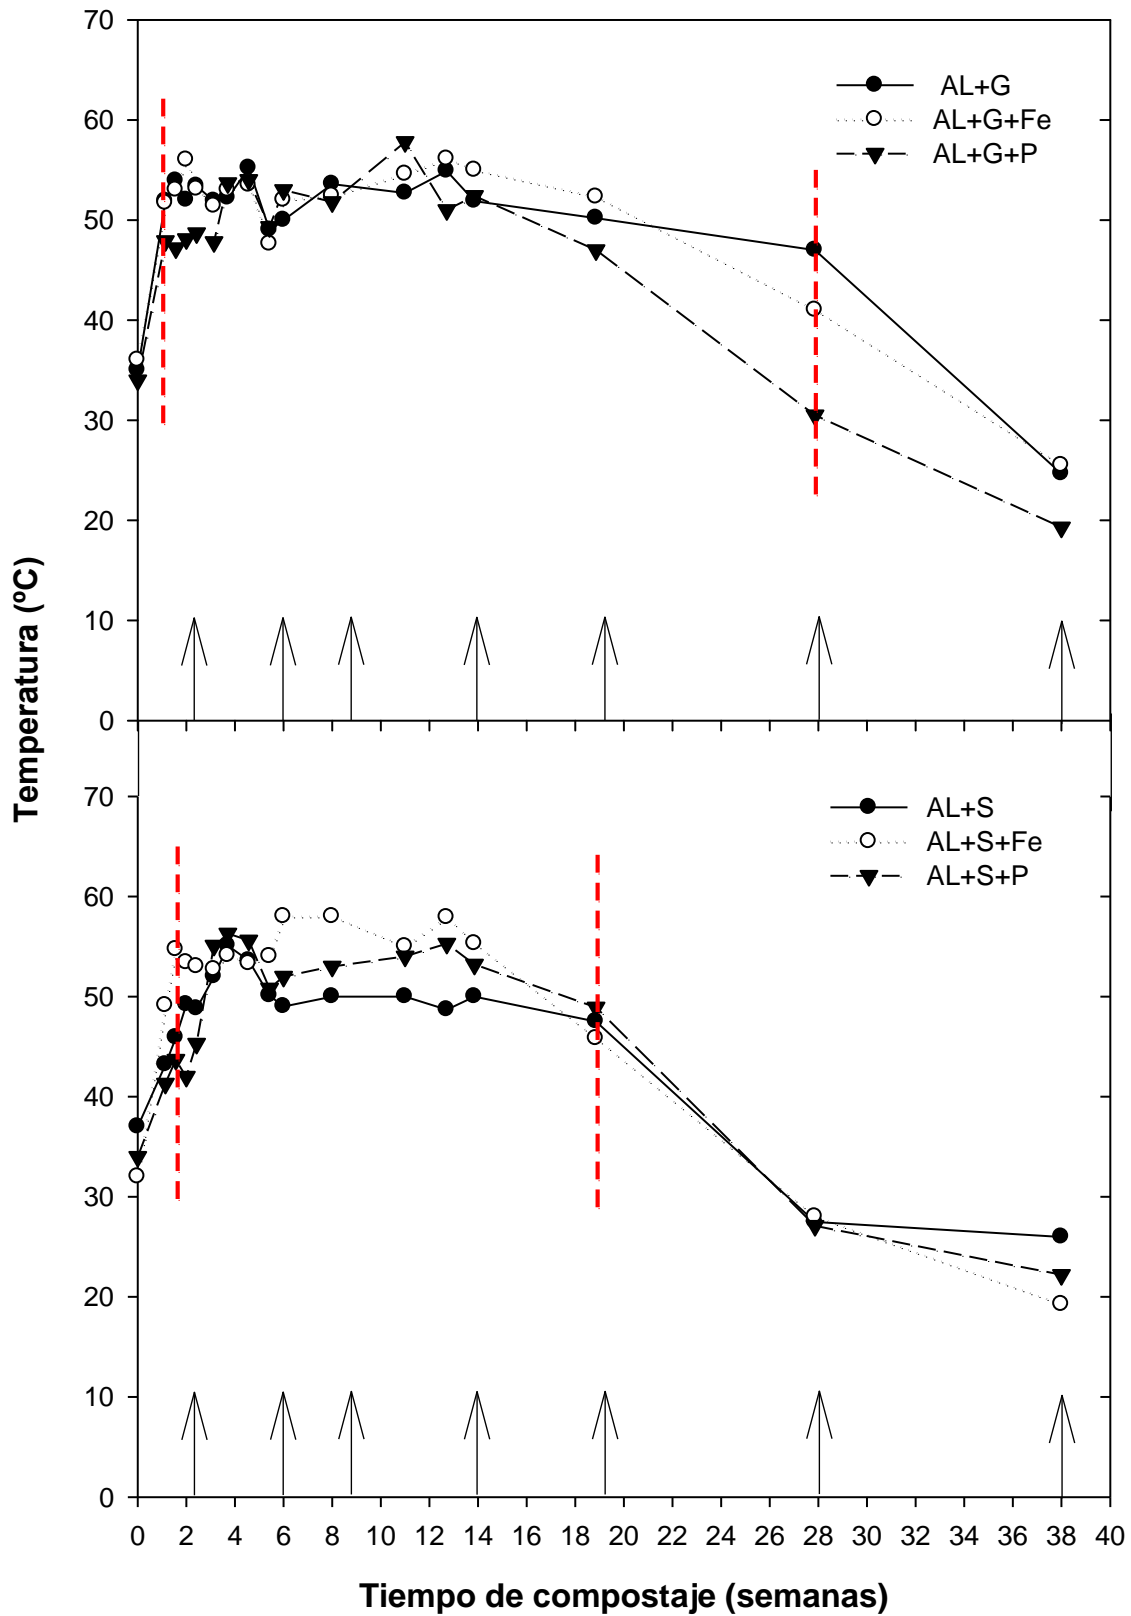 70
60
50
40
30
20
10
0
AL+G
AL+G+Fe
AL+G+P
Temperatura (ºC)
70
60
50
40
30
20
10
0
AL+S
AL+S+Fe
AL+S+P
0 2 4 6 8 10 12 14 16 18 20 22 24 26 28 30 32 34 36 38 40
Tiempo de compostaje (semanas)